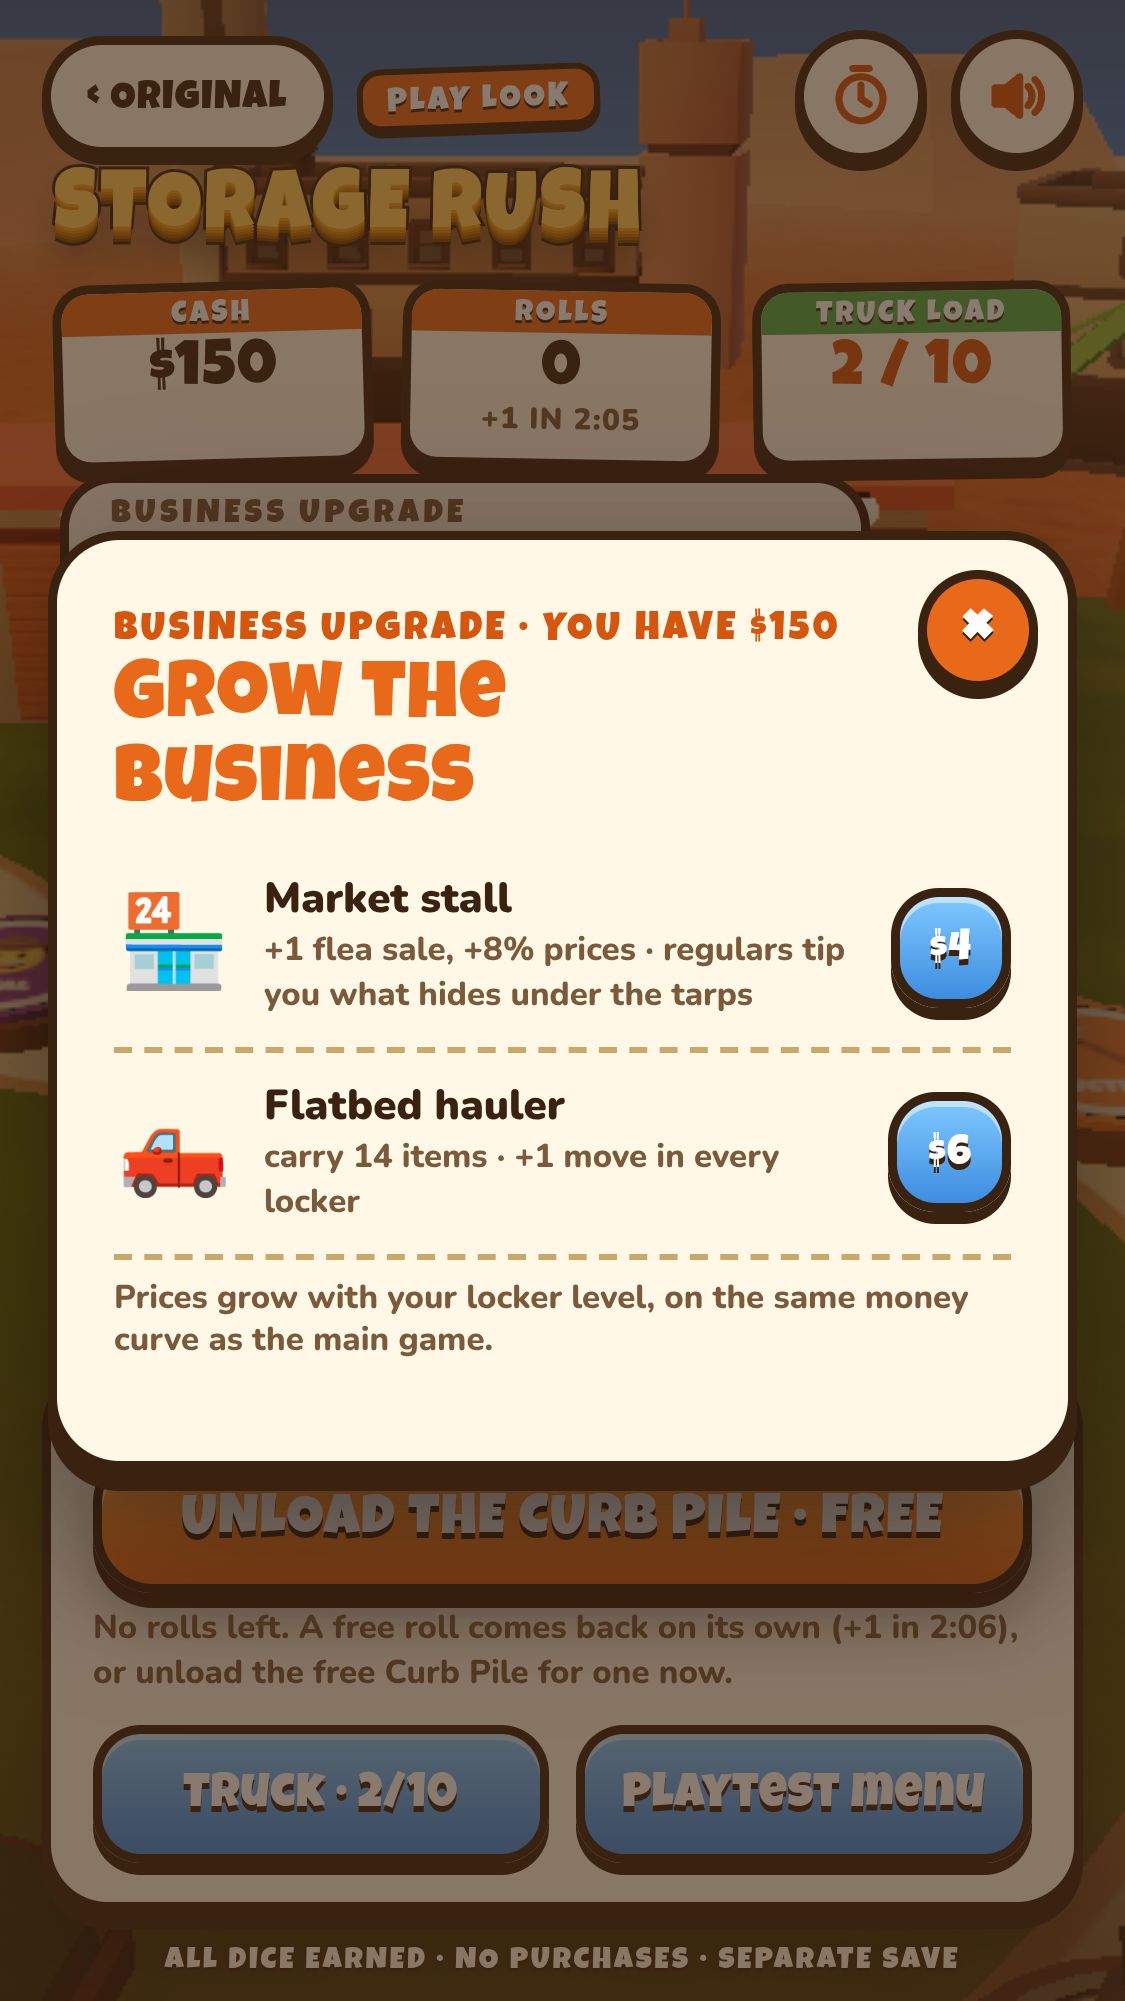 ‹ ORIGINAL
PLAY LOOK
STORAGE RUSH
CASH
$150
ROLLS
0
+1 IN 2:05
TRUCK LOAD
2 / 10
BUSINESS UPGRADE
BUSINESS UPGRADE · YOU HAVE $150
GROW THE
BUSINESS
24
Market stall
+1 flea sale, +8% prices · regulars tip
you what hides under the tarps
$4
Flatbed hauler
carry 14 items · +1 move in every
locker
$6
Prices grow with your locker level, on the same money
curve as the main game.
UNLOAD THE CURB PILE · FREE
No rolls left. A free roll comes back on its own (+1 in 2:06),
or unload the free Curb Pile for one now.
TRUCK · 2/10
PLAYTEST menu
ALL DICE EARNED · NO PURCHASES · SEPARATE SAVE